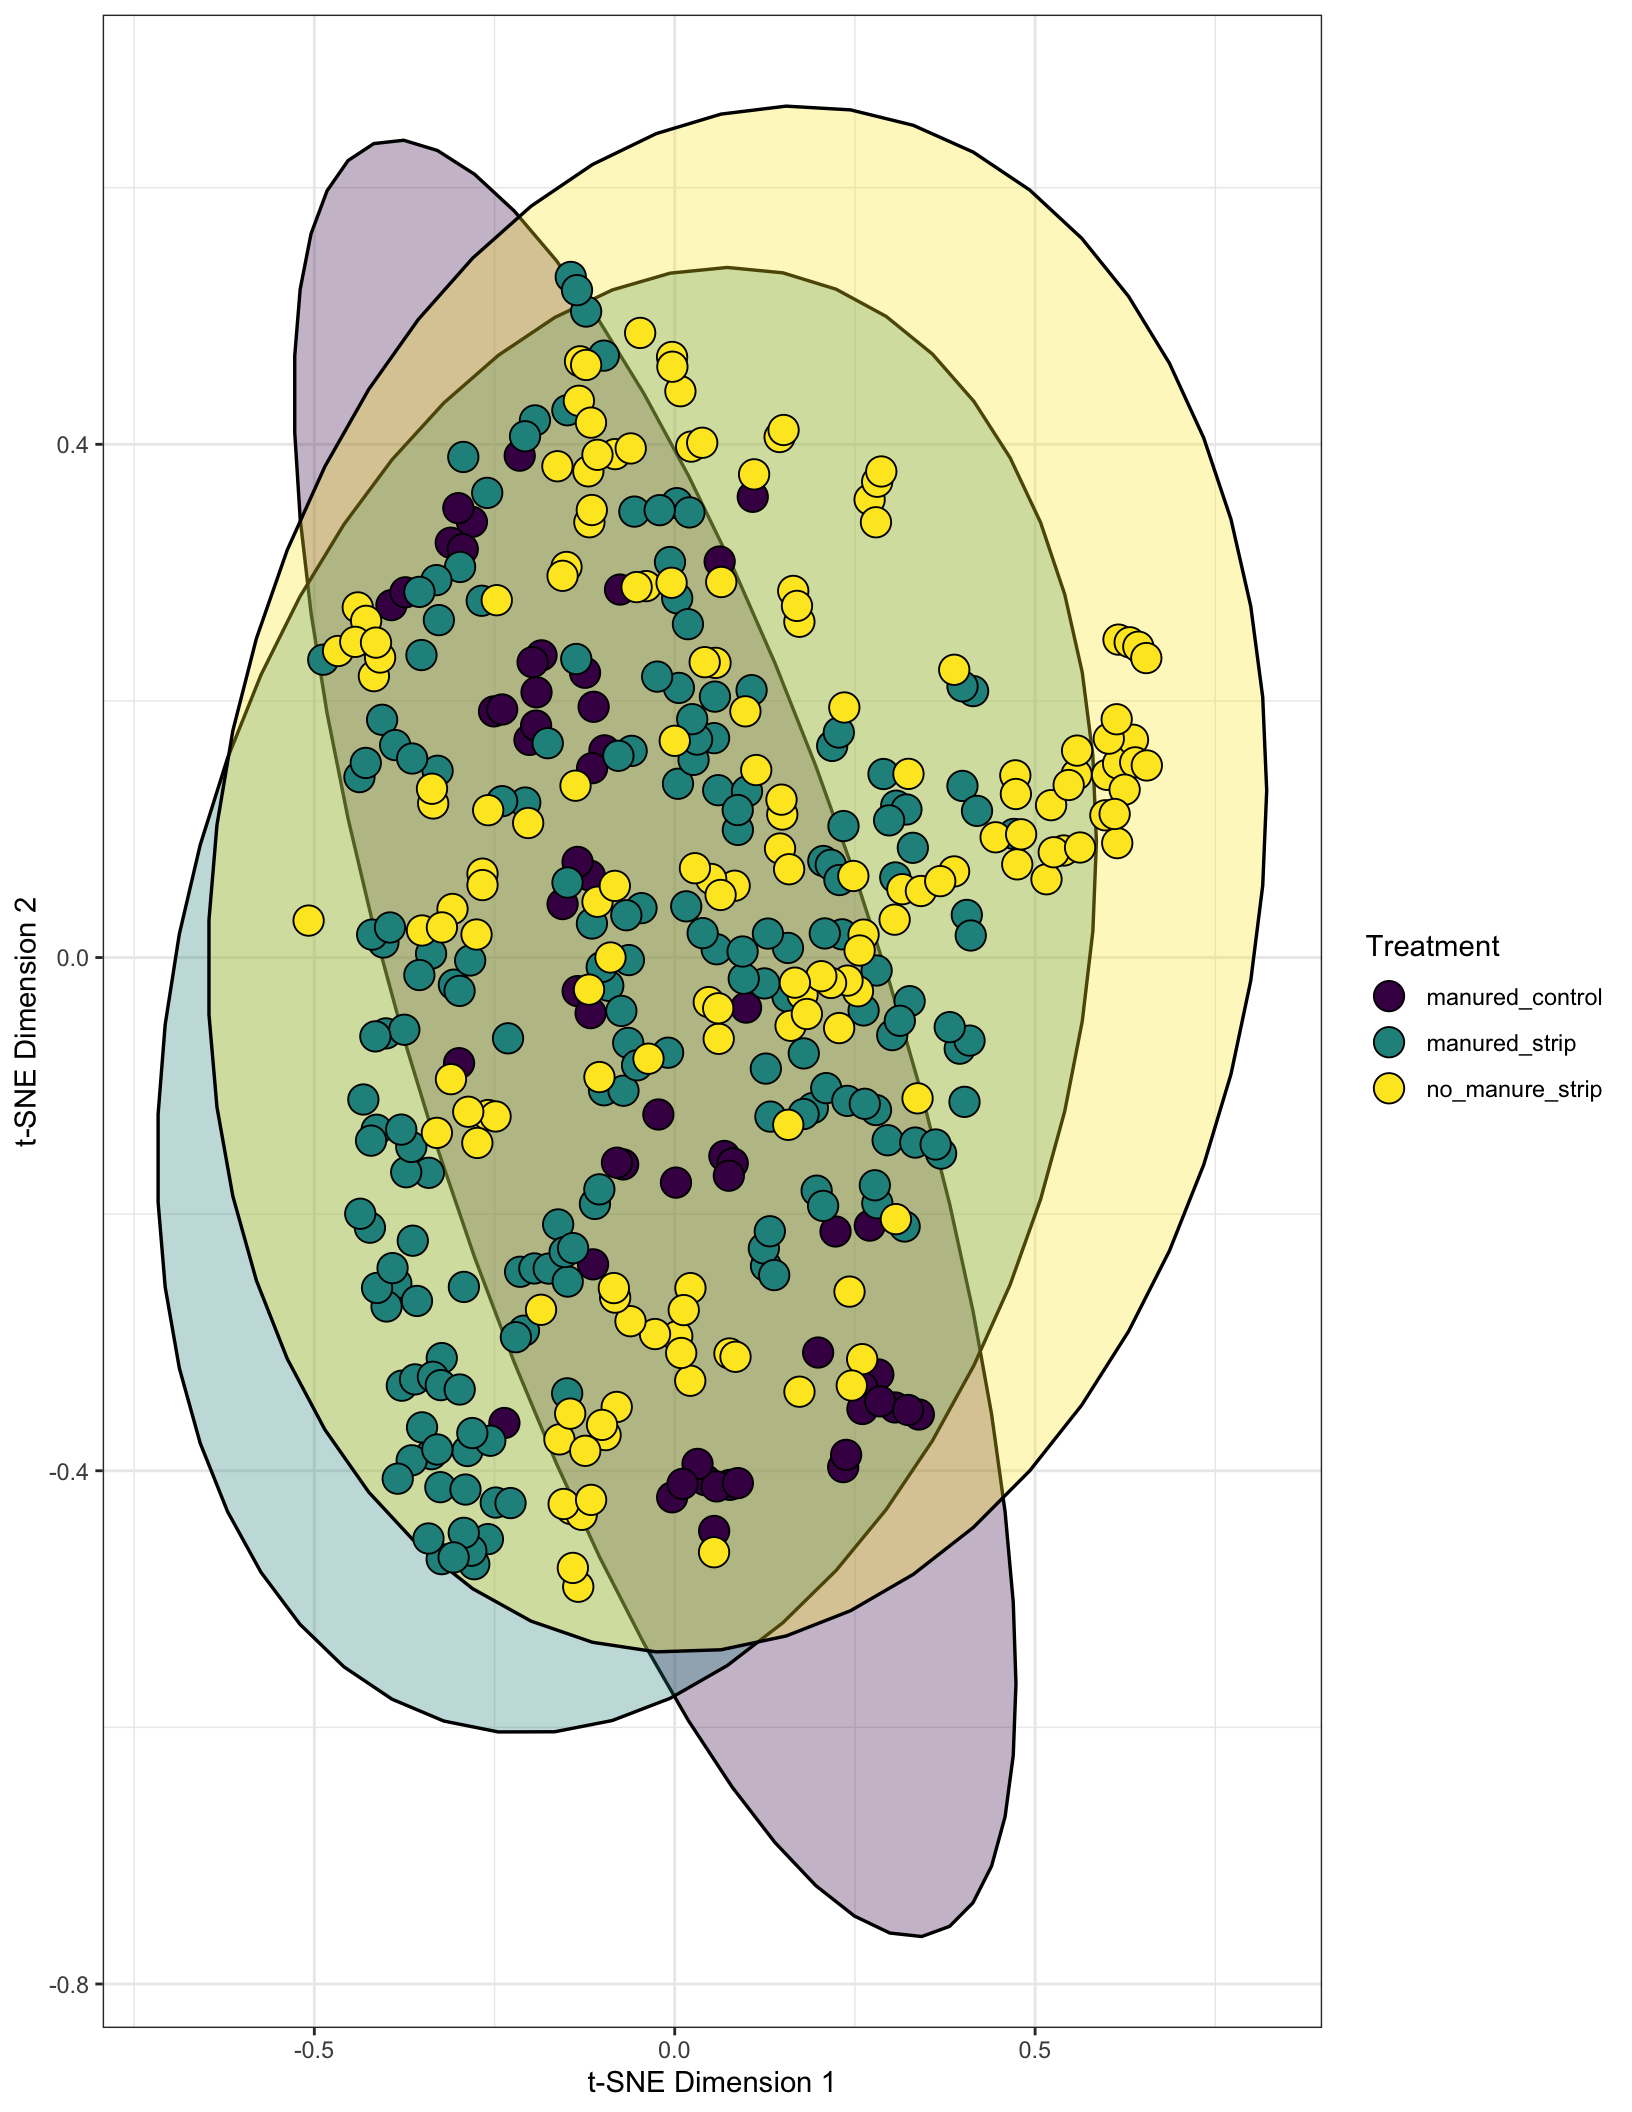 t-SNE Dimension 2
0.4
0.0
-0.4
-0.8
-0.5
0.0
0.5
t-SNE Dimension 1
Treatment
manured_control
manured_strip
no_manure_strip